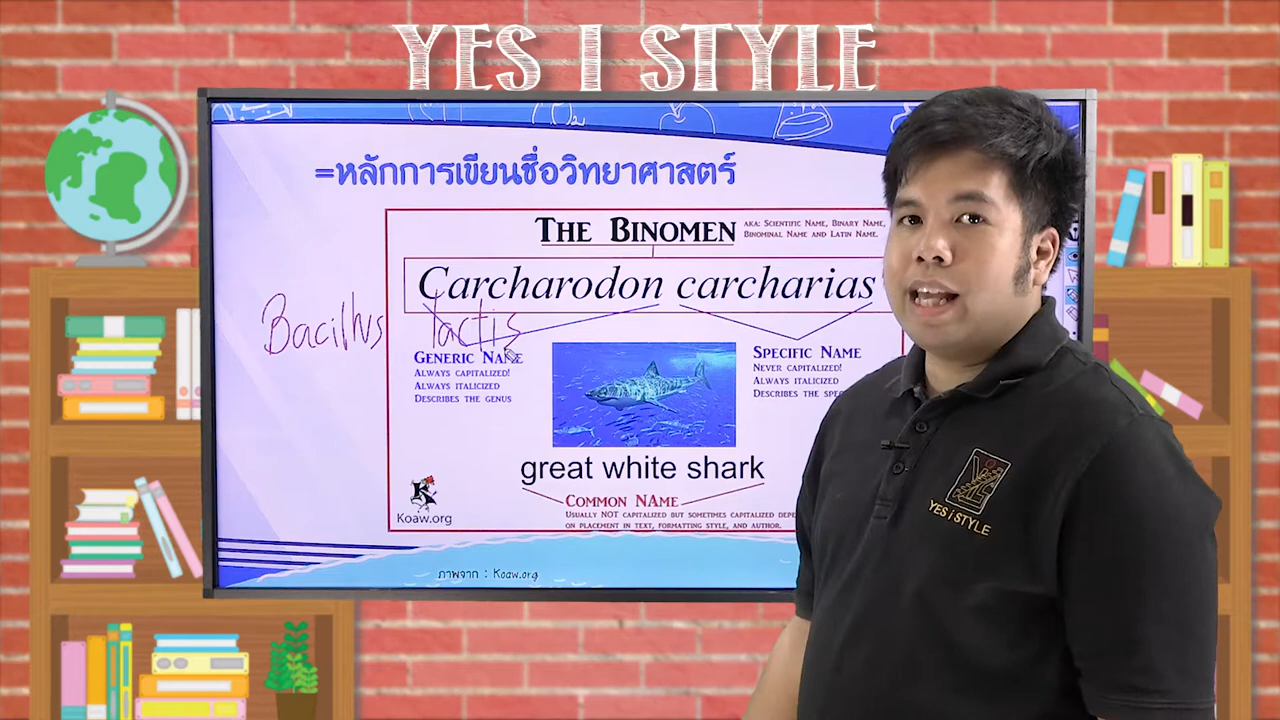 YES I STYLE
=หลักการเขียนชื่อวิทยาศาสตร์
THE BINOMEN
AKA: SCIENTIFIC NAME, BINARY NAME,
BINOMINAL NAME AND LATIN NAME.
Carcharodon carcharias
Bacillus lactis
GENERIC NAME
ALWAYS CAPITALIZED!
ALWAYS ITALICIZED
DESCRIBES THE GENUS
SPECIFIC NAME
NEVER CAPITALIZED!
ALWAYS ITALICIZED
DESCRIBES THE
great white shark
COMMON NAME
USUALLY NOT CAPITALIZED BUT SOMETIMES CAPITALIZED
ON PLACEMENT IN TEXT, FORMATTING STYLE, AND AUTHOR.
Koaw.org
ภาพจาก : Koaw.org
YES i STYLE